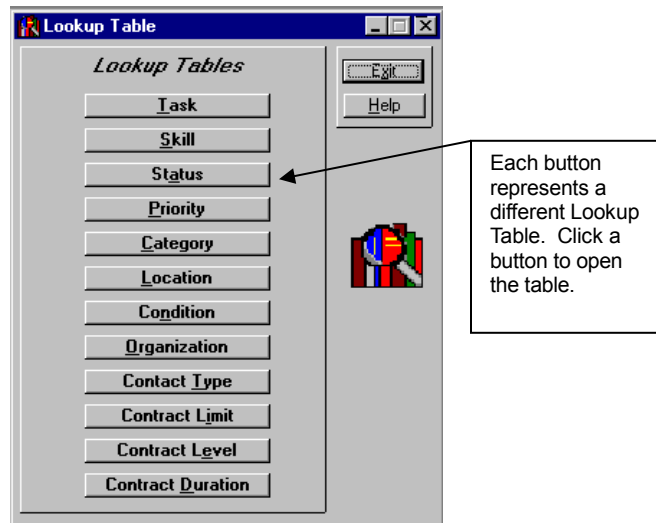 Lookup Table
Lookup Tables
Task
Skill
Status
Priority
Category
Location
Condition
Organization
Contact Type
Contract Limit
Contract Level
Contract Duration
Exit
Help
Each button
represents a
different Lookup
Table. Click a
button to open
the table.